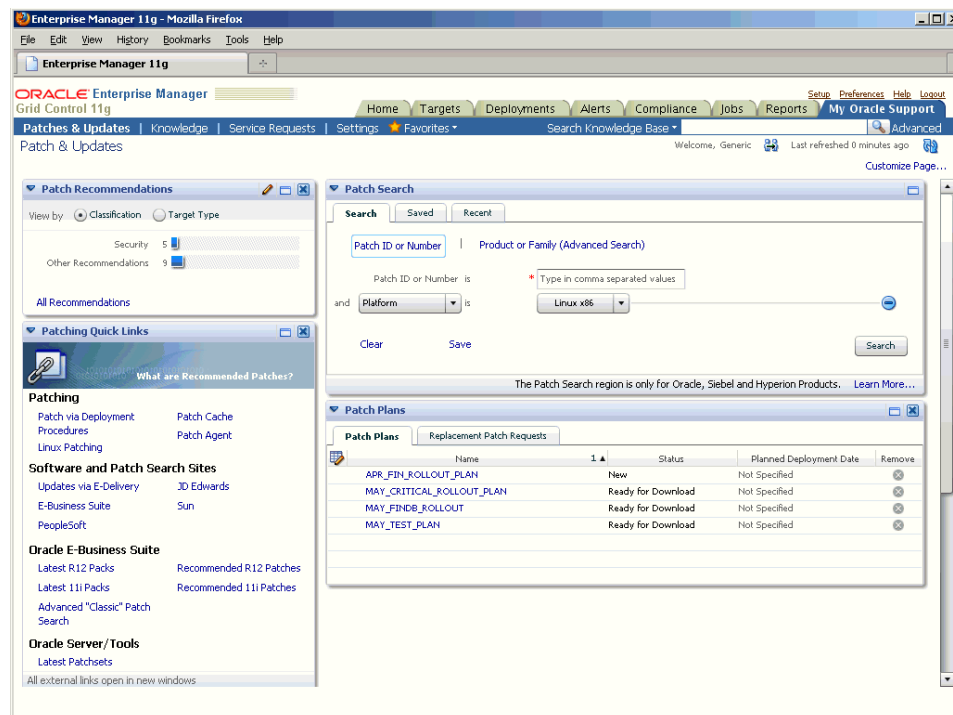 Enterprise Manager 11g - Mozilla Firefox
File Edit View History Bookmarks Tools Help
Enterprise Manager 11g
ORACLE Enterprise Manager
Grid Control 11g
Setup Preferences Help Logout
Home Targets Deployments Alerts Compliance Jobs Reports My Oracle Support
Patches & Updates | Knowledge | Service Requests | Settings Favorites Search Knowledge Base Advanced
Patch & Updates
Welcome, Generic Last refreshed 0 minutes ago
Customize Page...
Patch Recommendations
View by Classification Target Type
Security 5
Other Recommendations 9
All Recommendations
Patching Quick Links
What are Recommended Patches?
Patching
Patch via Deployment Procedures
Patch Cache
Linux Patching
Patch Agent
Software and Patch Search Sites
Updates via E-Delivery JD Edwards
E-Business Suite Sun
PeopleSoft
Oracle E-Business Suite
Latest R12 Packs Recommended R12 Patches
Latest 11i Packs Recommended 11i Patches
Advanced "Classic" Patch
Search
Oracle Server/Tools
Latest Patchsets
All external links open in new windows
Patch Search
Search Saved Recent
Patch ID or Number | Product or Family (Advanced Search)
Patch ID or Number is * Type in comma separated values
and Platform is Linux x86
Clear Save Search
The Patch Search region is only for Oracle, Siebel and Hyperion Products. Learn More...
Patch Plans
Patch Plans Replacement Patch Requests
Name 1 Status Planned Deployment Date Remove
APR_FIN_ROLLOUT_PLAN New Not Specified
MAY_CRITICAL_ROLLOUT_PLAN Ready for Download Not Specified
MAY_FINDB_ROLLOUT Ready for Download Not Specified
MAY_TEST_PLAN Ready for Download Not Specified